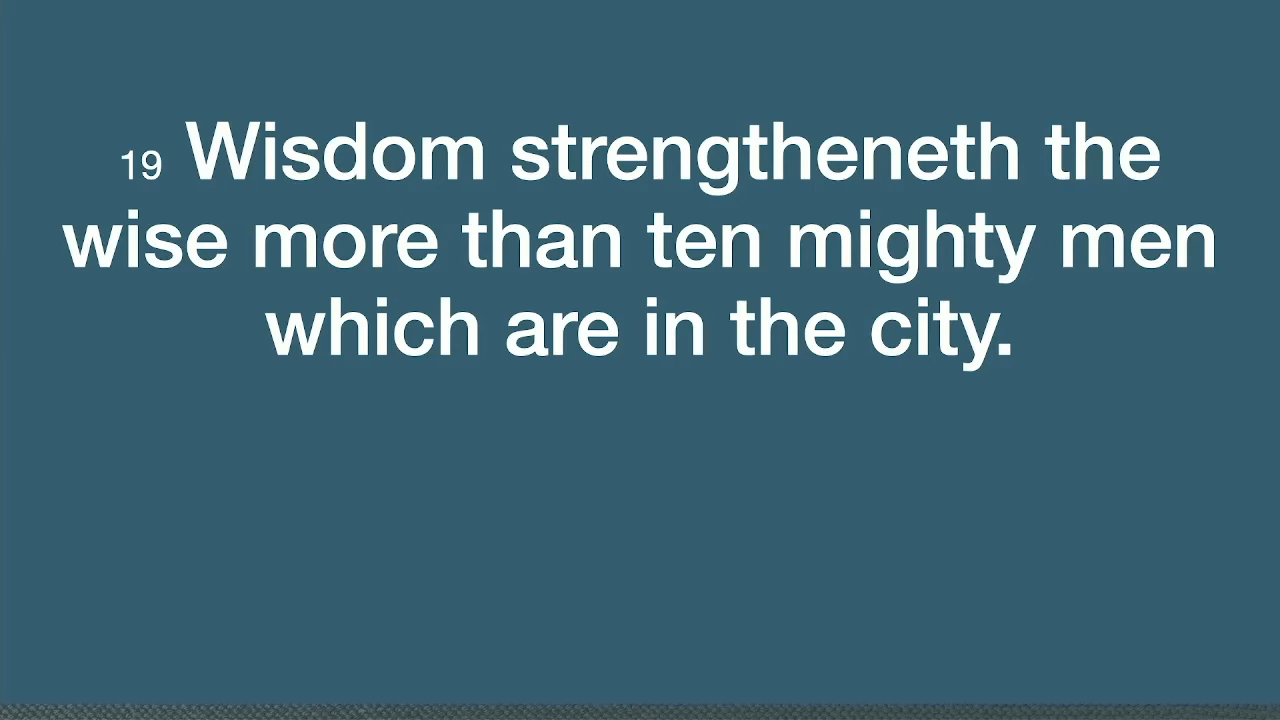 19 Wisdom strengtheneth the
wise more than ten mighty men
which are in the city.